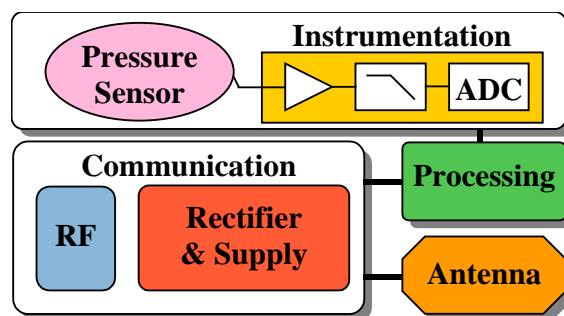 Instrumentation
Pressure
Sensor
ADC
Communication
Processing
RF
Rectifier
& Supply
Antenna